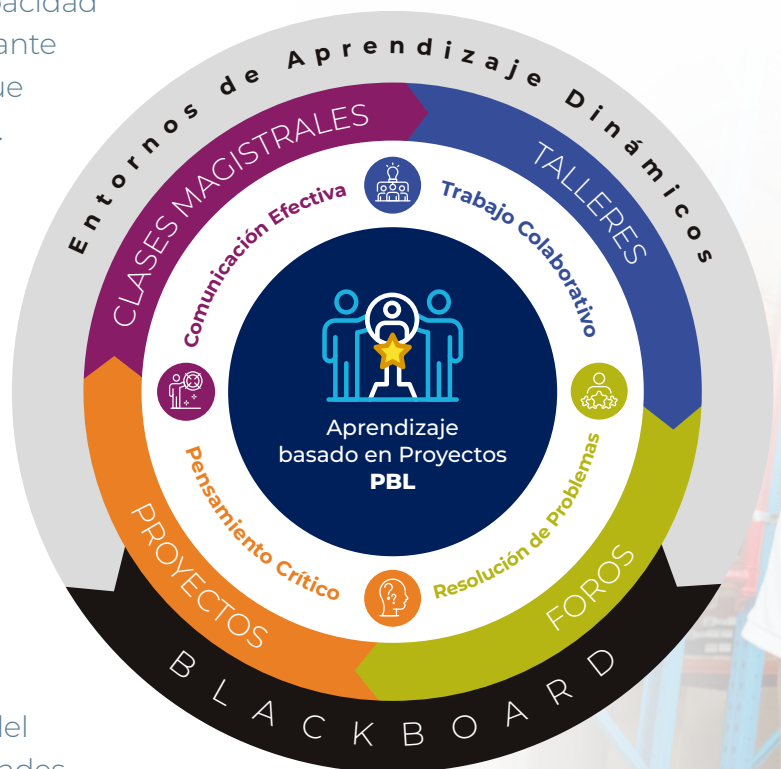 Entornos de Aprendizaje Dinámicos
CLASES MAGISTRALES
TALLERES
Comunicación Efectiva
Trabajo Colaborativo
Aprendizaje
basado en Proyectos
PBL
Pensamiento Crítico
Resolución de Problemas
PROYECTOS
FOROS
BLACKBOARD